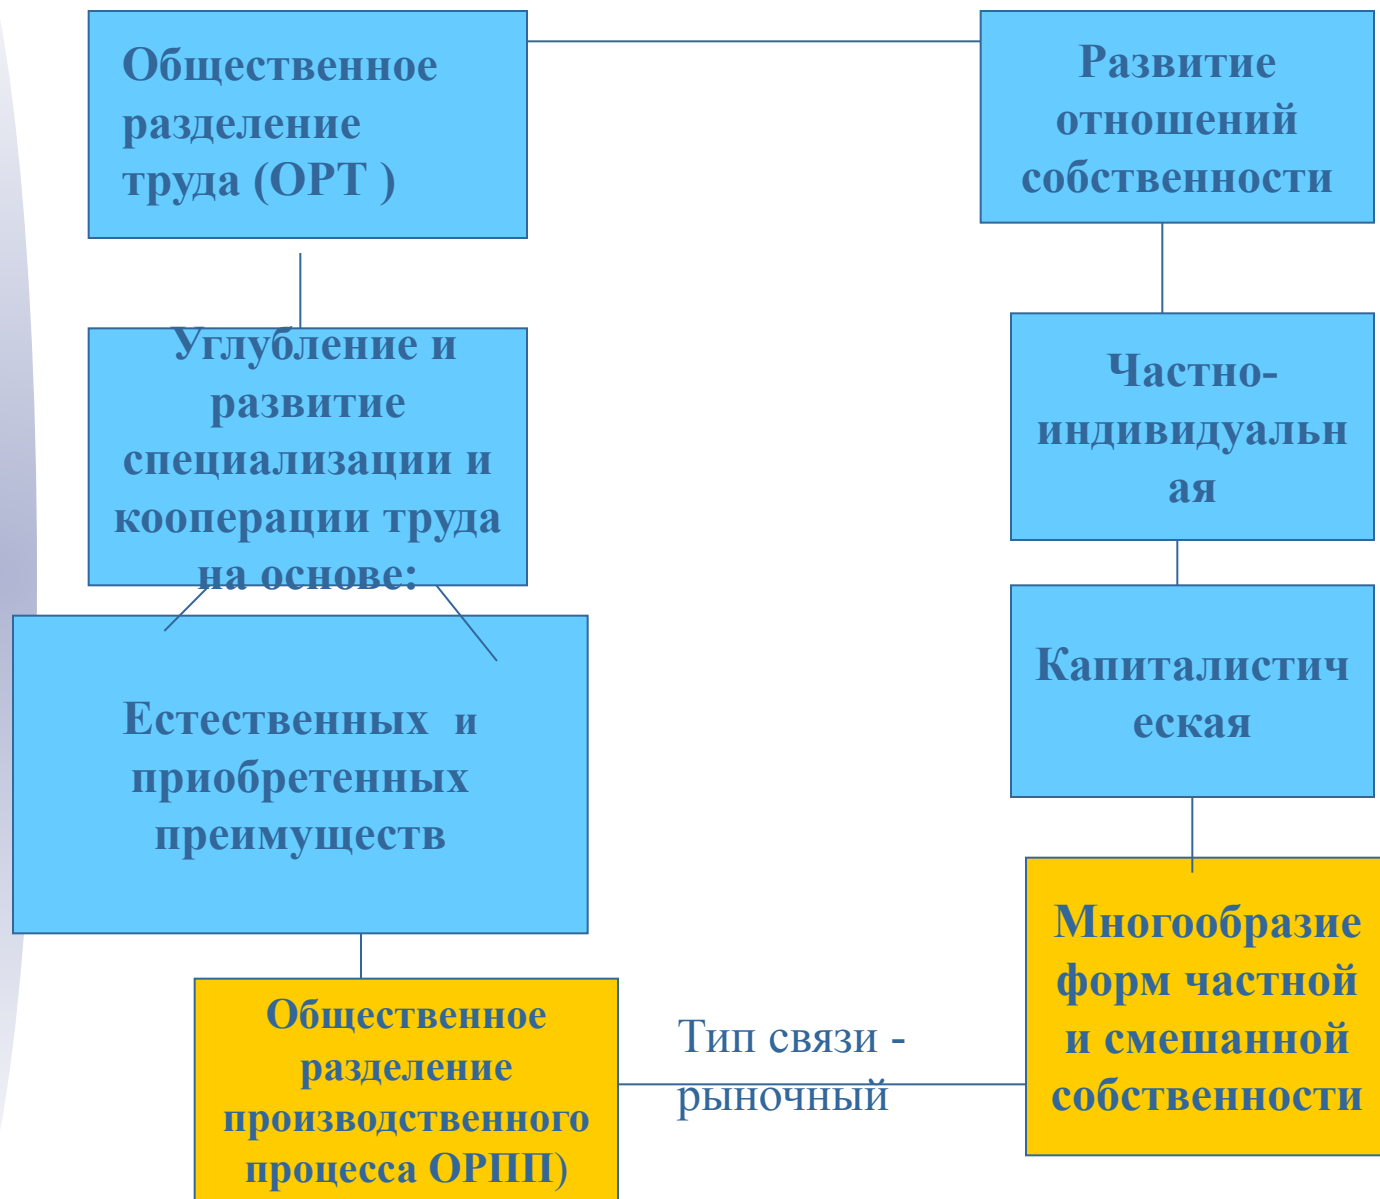 Общественное
разделение
труда (ОРТ )
Развитие
отношений
собственности
Углубление и
развитие
специализации и
кооперации труда
на основе:
Частно-
индивидуальн
ая
Естественных и
приобретенных
преимуществ
Капиталистич
еская
Общественное
разделение
производственного
процесса ОРПП)
Тип связи -
рыночный
Многообразие
форм частной
и смешанной
собственности